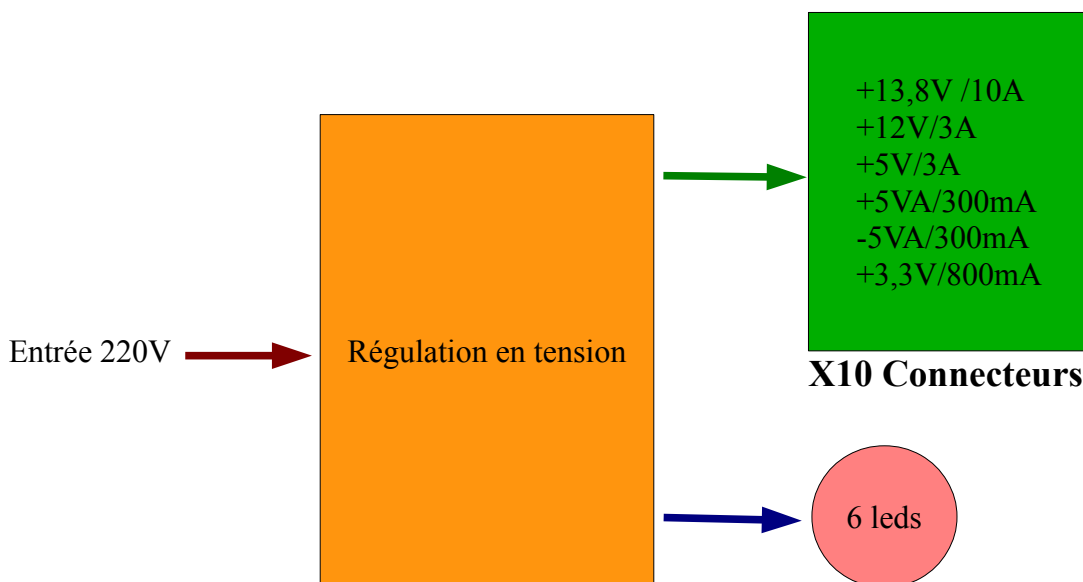 +13,8V /10A
+12V/3A
+5V/3A
+5VA/300mA
-5VA/300mA
+3,3V/800mA
Entrée 220V
Régulation en tension
X10 Connecteurs
6 leds